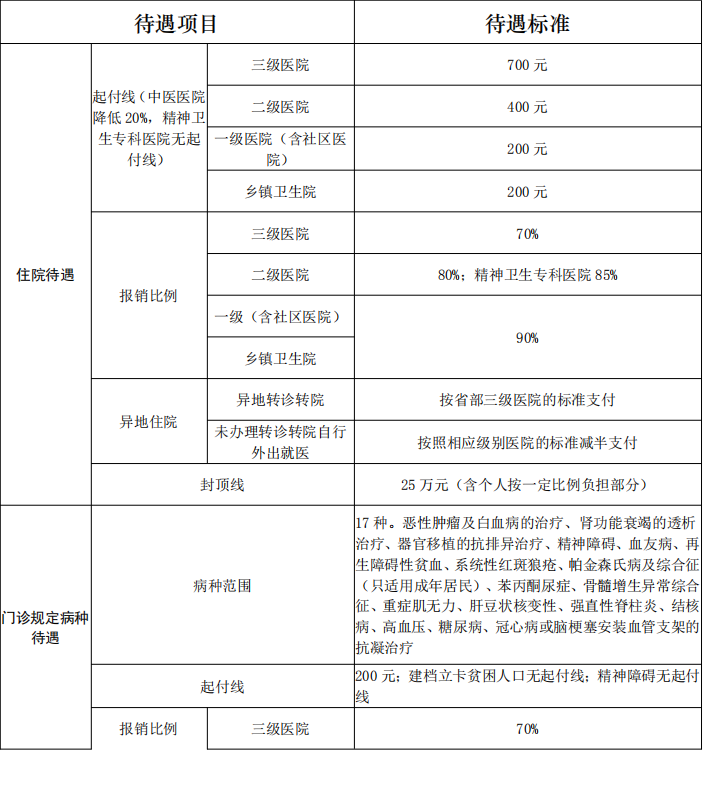 待遇项目
待遇标准
住院待遇
起付线（中医医院
降低 20%，精神卫
生专科医院无起
付线）
三级医院
700 元
二级医院
400 元
一级医院（含社区医
院）
200 元
乡镇卫生院
200 元
报销比例
三级医院
70%
二级医院
80%；精神卫生专科医院 85%
一级（含社区医院）
乡镇卫生院
90%
异地住院
异地转诊转院
按省部三级医院的标准支付
未办理转诊转院自行
外出就医
按照相应级别医院的标准减半支付
封顶线
25 万元（含个人按一定比例负担部分）
门诊规定病种
待遇
病种范围
17 种。恶性肿瘤及白血病的治疗、肾功能衰竭的透析
治疗、器官移植的抗排异治疗、精神障碍、血友病、再
生障碍性贫血、系统性红斑狼疮、帕金森氏病及综合征
（只适用成年居民）、苯丙酮尿症、骨髓增生异常综合
征、重症肌无力、肝豆状核变性、强直性脊柱炎、结核
病、高血压、糖尿病、冠心病或脑梗塞安装血管支架的
抗凝治疗
起付线
200 元；建档立卡贫困人口无起付线；精神障碍无起付
线
报销比例
三级医院
70%